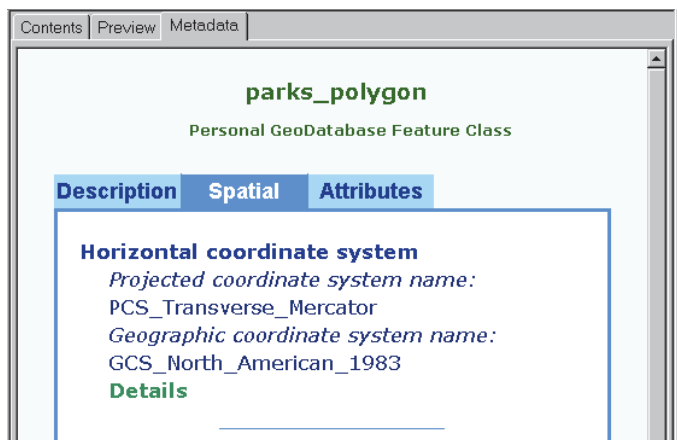 Contents Preview Metadata
parks_polygon
Personal GeoDatabase Feature Class
Description Spatial Attributes
Horizontal coordinate system
Projected coordinate system name:
PCS_Transverse_Mercator
Geographic coordinate system name:
GCS_North_American_1983
Details